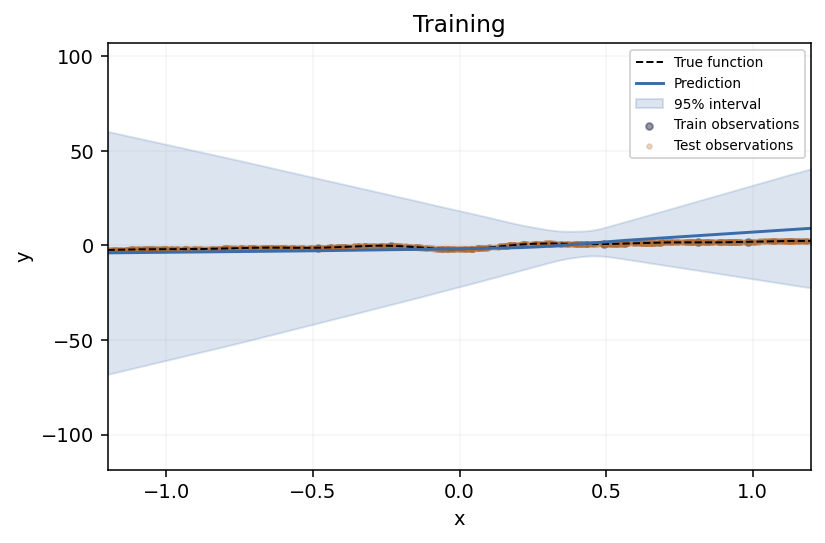 Training
True function
Prediction
95% interval
Train observations
Test observations
100
50
0
−50
−100
y
−1.0
−0.5
0.0
0.5
1.0
x